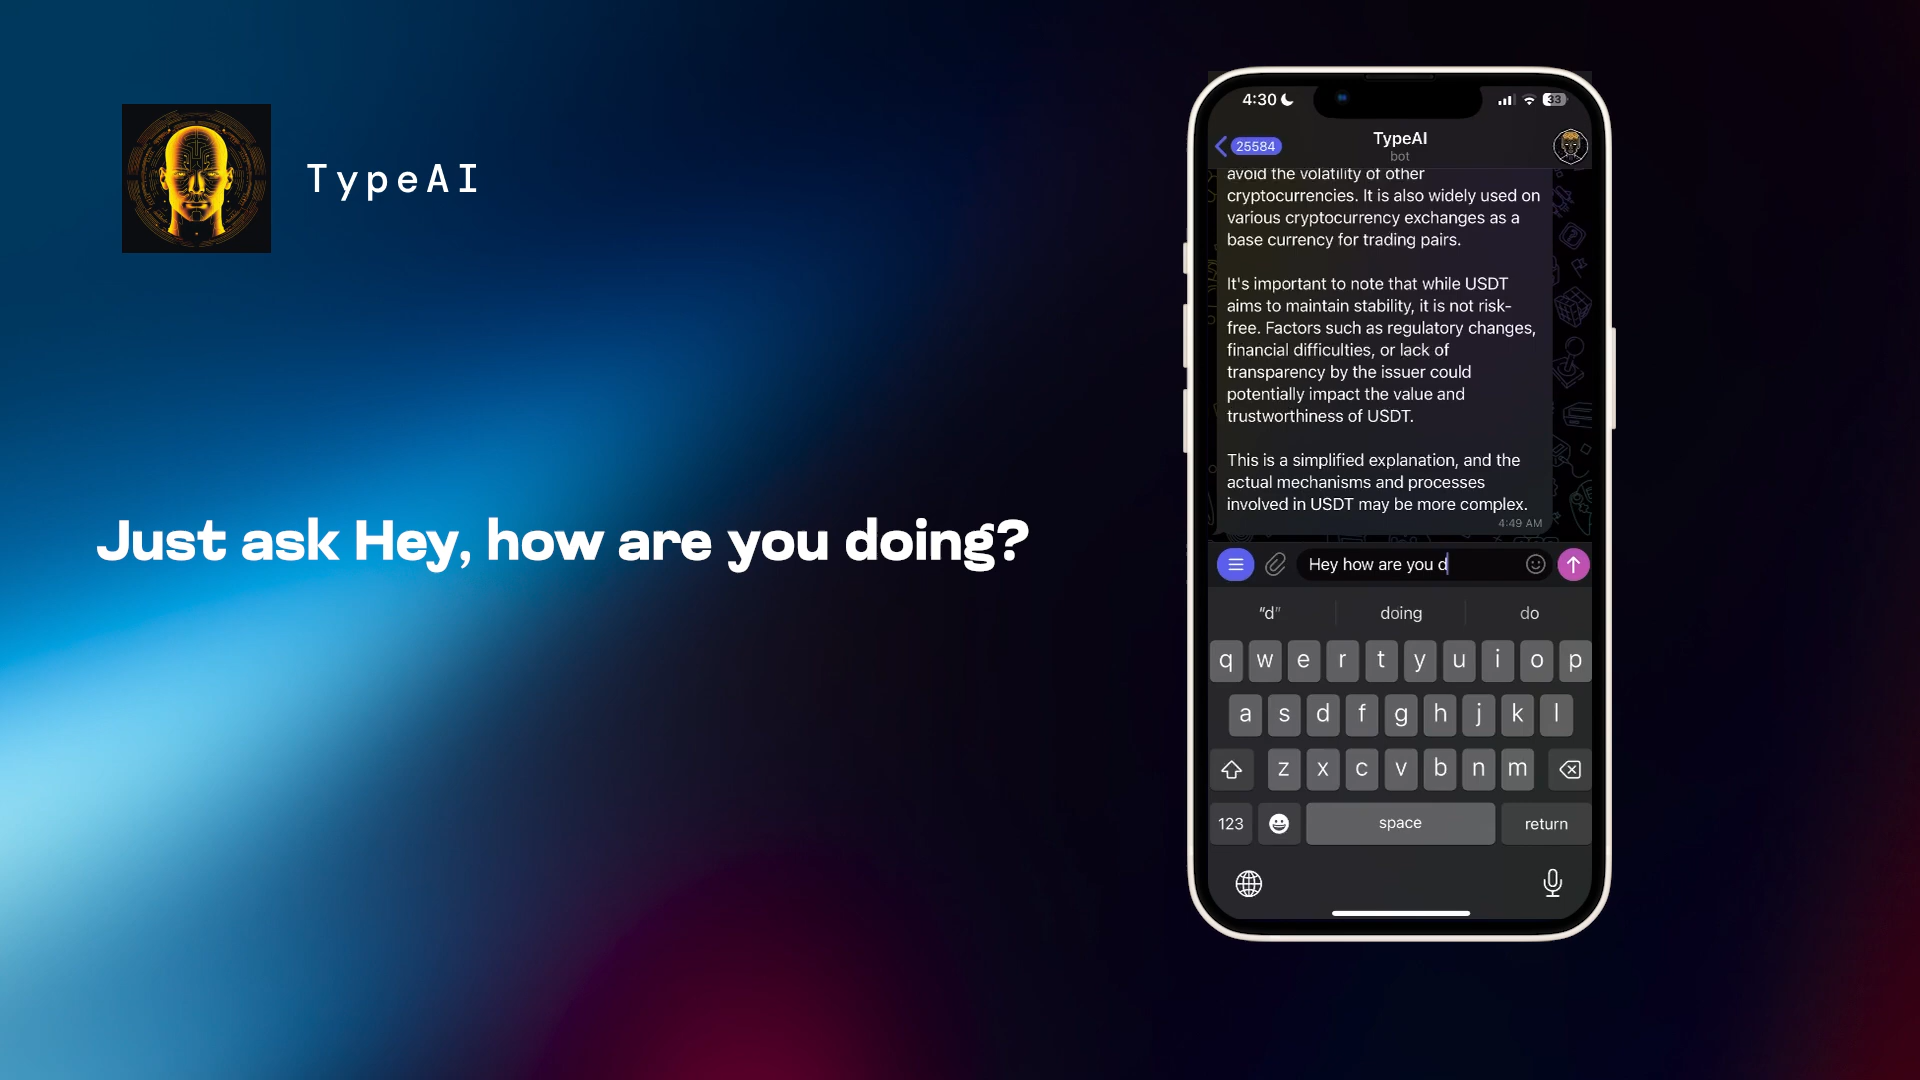 TypeAI
Just ask Hey, how are you doing?
4:30
33
25584
TypeAI
bot
avoid the volatility of other
cryptocurrencies. It is also widely used on
various cryptocurrency exchanges as a
base currency for trading pairs.
It's important to note that while USDT
aims to maintain stability, it is not risk-
free. Factors such as regulatory changes,
financial difficulties, or lack of
transparency by the issuer could
potentially impact the value and
trustworthiness of USDT.
This is a simplified explanation, and the
actual mechanisms and processes
involved in USDT may be more complex.
4:49 AM
Hey how are you d
"d" doing do
q w e r t y u i o p
a s d f g h j k l
z x c v b n m
123 space return